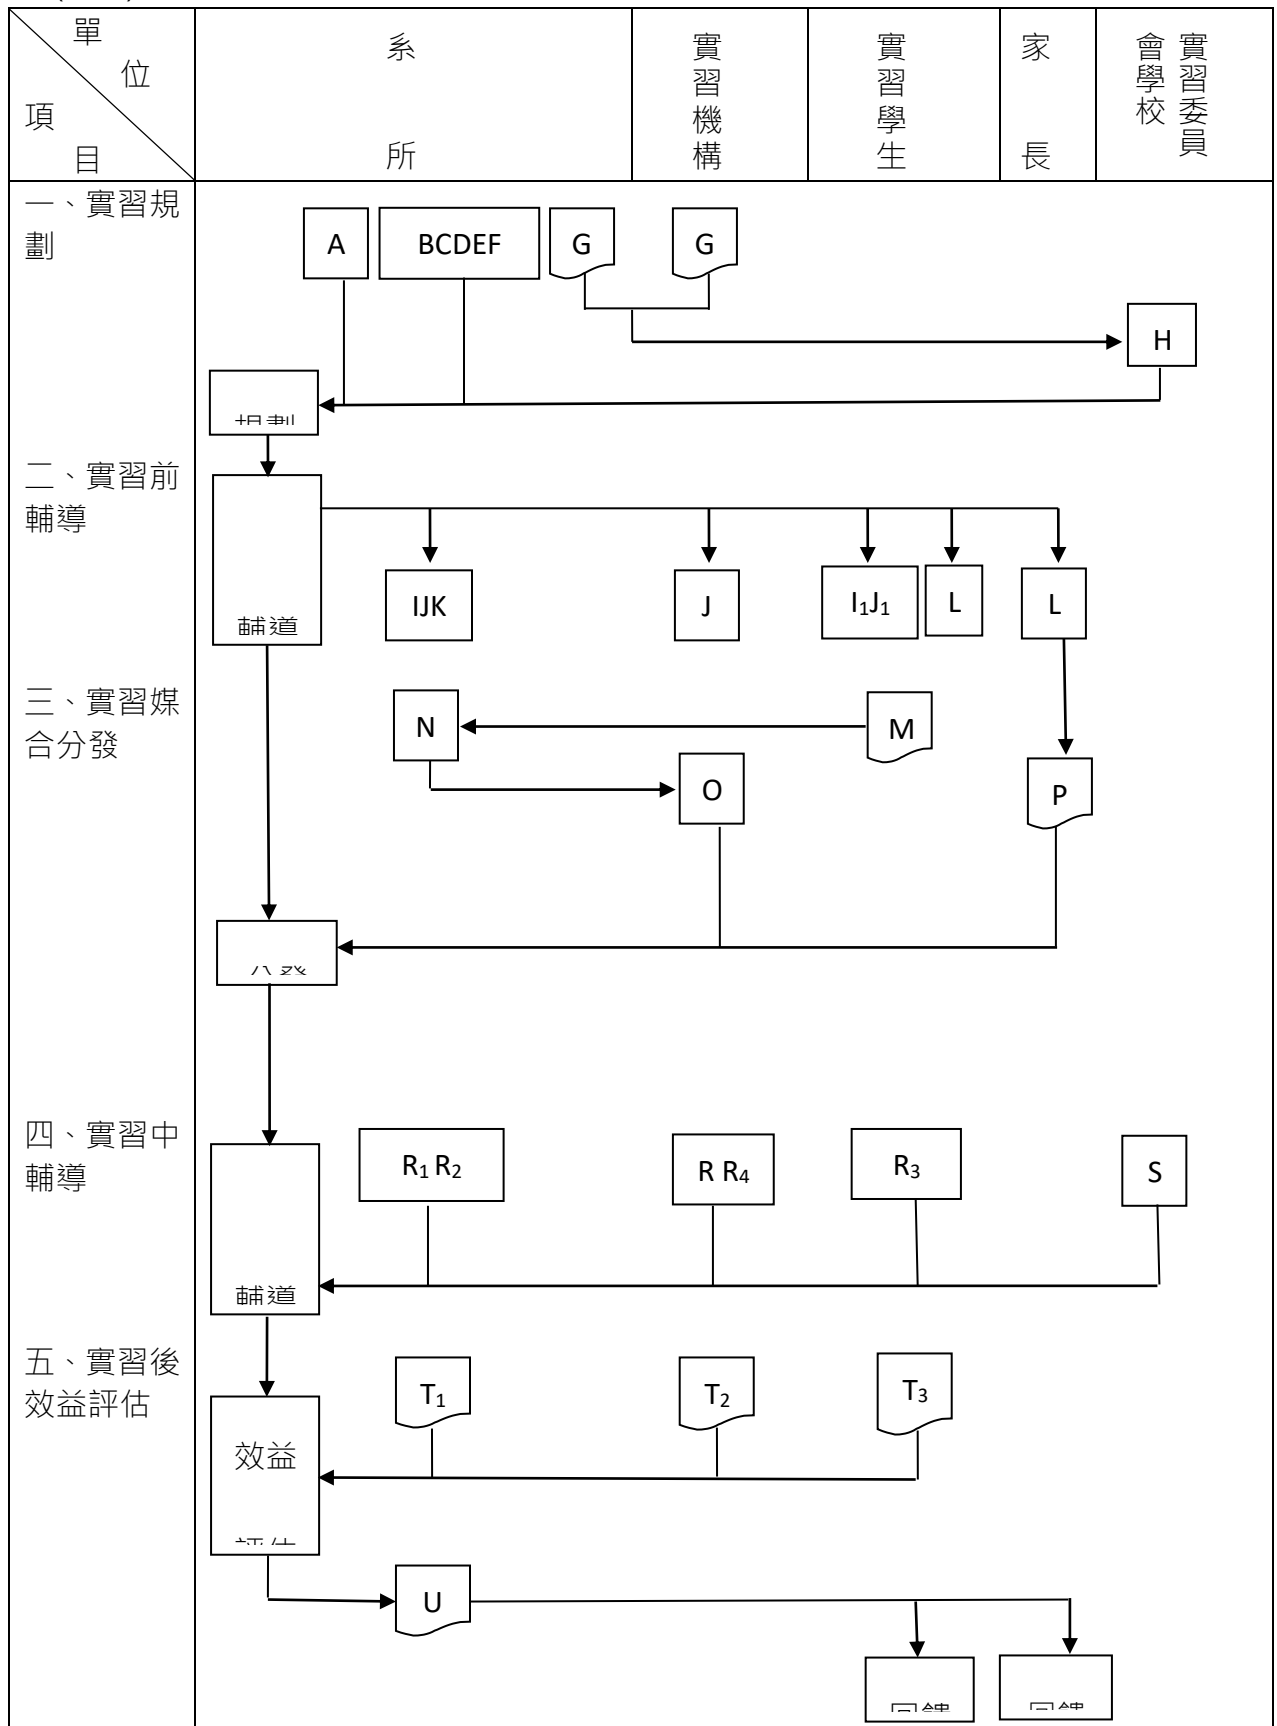 單
位
項
目
系
所
實習機構
實習學生
家
長
實習委員
會學校
一、實習規
劃
A
BCDEF
G
G
H
二、實習前
輔導
IJK
J
I₁J₁
L
L
三、實習媒
合分發
N
M
O
P
四、實習中
輔導
R₁ R₂
R R₄
R₃
S
五、實習後
效益評估
T₁
T₂
T₃
效益
U